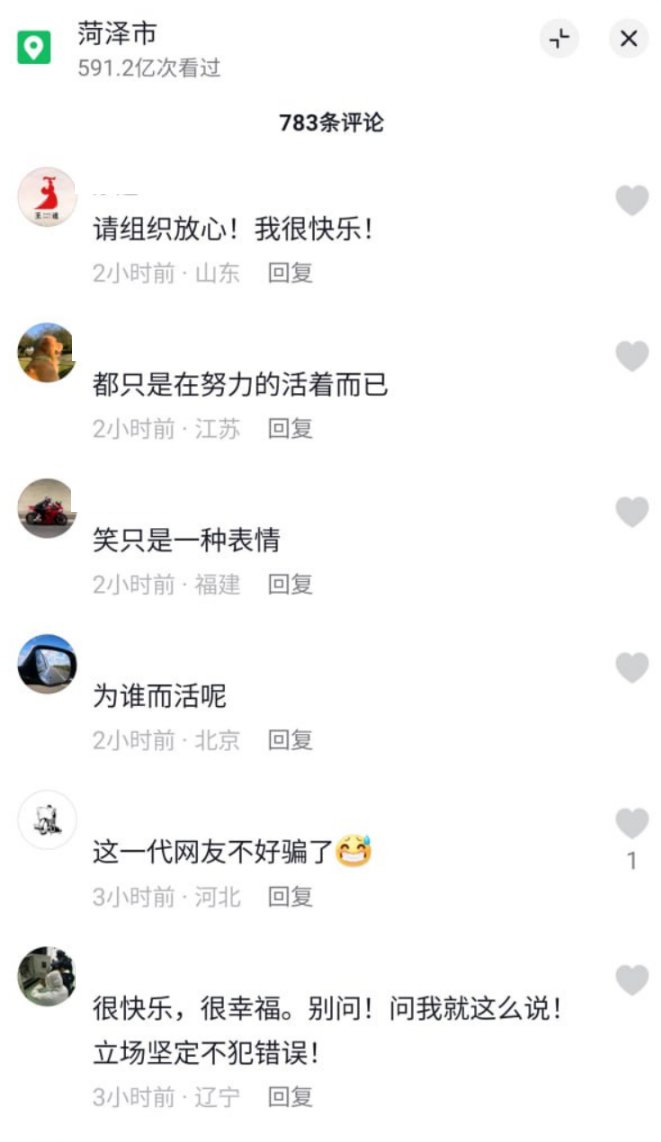 菏泽市
591.2亿次看过
783条评论
请组织放心！我很快乐！
2小时前 · 山东 回复
都只是在努力的活着而已
2小时前 · 江苏 回复
笑只是一种表情
2小时前 · 福建 回复
为谁而活呢
2小时前 · 北京 回复
这一代网友不好骗了😅
3小时前 · 河北 回复
1
很快乐，很幸福。别问！问我就这么说！
立场坚定不犯错误！
3小时前 · 辽宁 回复